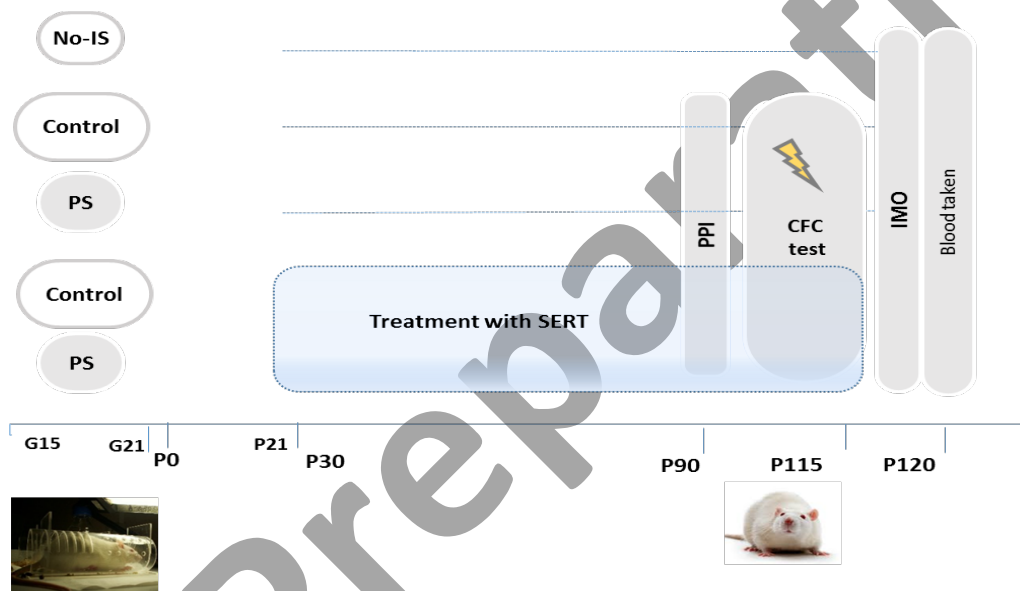 No-IS
Control
PS
Control
PS
PPI
CFC
test
IMO
Blood taken
Treatment with SERT
G15
G21
P0
P21
P30
P90
P115
P120
Preparati